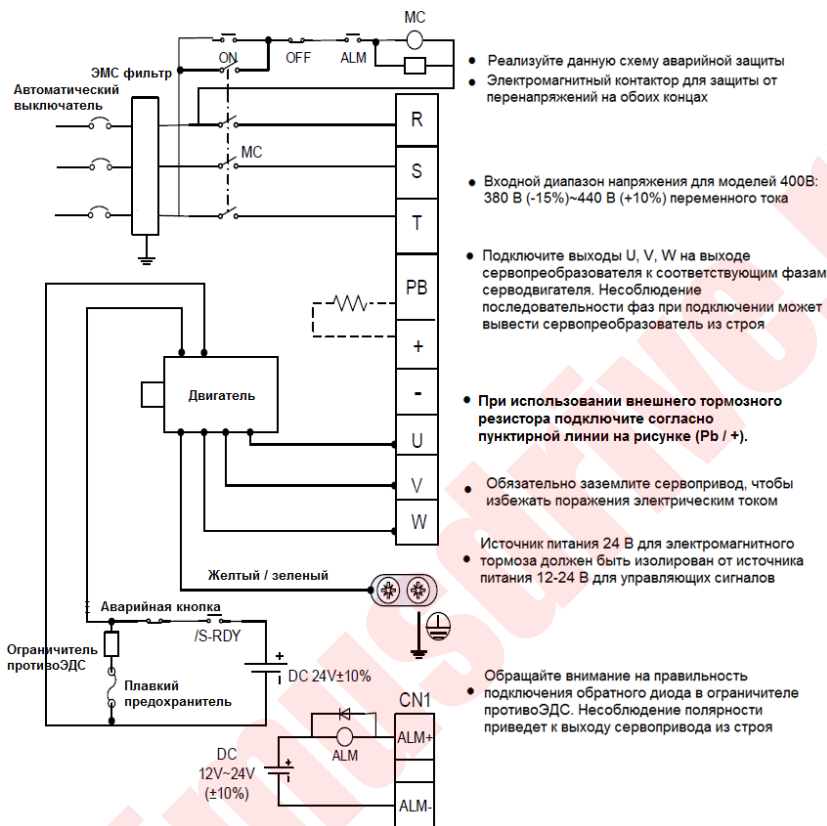 MC
ON
OFF
ALM
ЭМС фильтр
Автоматический
выключатель
MC
R
S
T
PB
+
-
U
V
W
Двигатель
Желтый / зеленый
Аварийная кнопка
/S-RDY
Ограничитель
противоЭДС
Плавкий
предохранитель
+
DC 24V±10%
CN1
ALM+
ALM
ALM-
DC
12V~24V
(±10%)
+
• Реализуйте данную схему аварийной защиты
• Электромагнитный контактор для защиты от
перенапряжений на обоих концах
• Входной диапазон напряжения для моделей 400В:
380 В (-15%)~440 В (+10%) переменного тока
• Подключите выходы U, V, W на выходе
сервопреобразователя к соответствующим фазам
серводвигателя. Несоблюдение
последовательности фаз при подключении может
вывести сервопреобразователь из строя
• При использовании внешнего тормозного
резистора подключите согласно
пунктирной линии на рисунке (Pb / +).
• Обязательно заземлите сервопривод, чтобы
избежать поражения электрическим током
• Источник питания 24 В для электромагнитного
тормоза должен быть изолирован от источника
питания 12-24 В для управляющих сигналов
• Обращайте внимание на правильность
подключения обратного диода в ограничителе
противоЭДС. Несоблюдение полярности
приведет к выходу сервопривода из строя